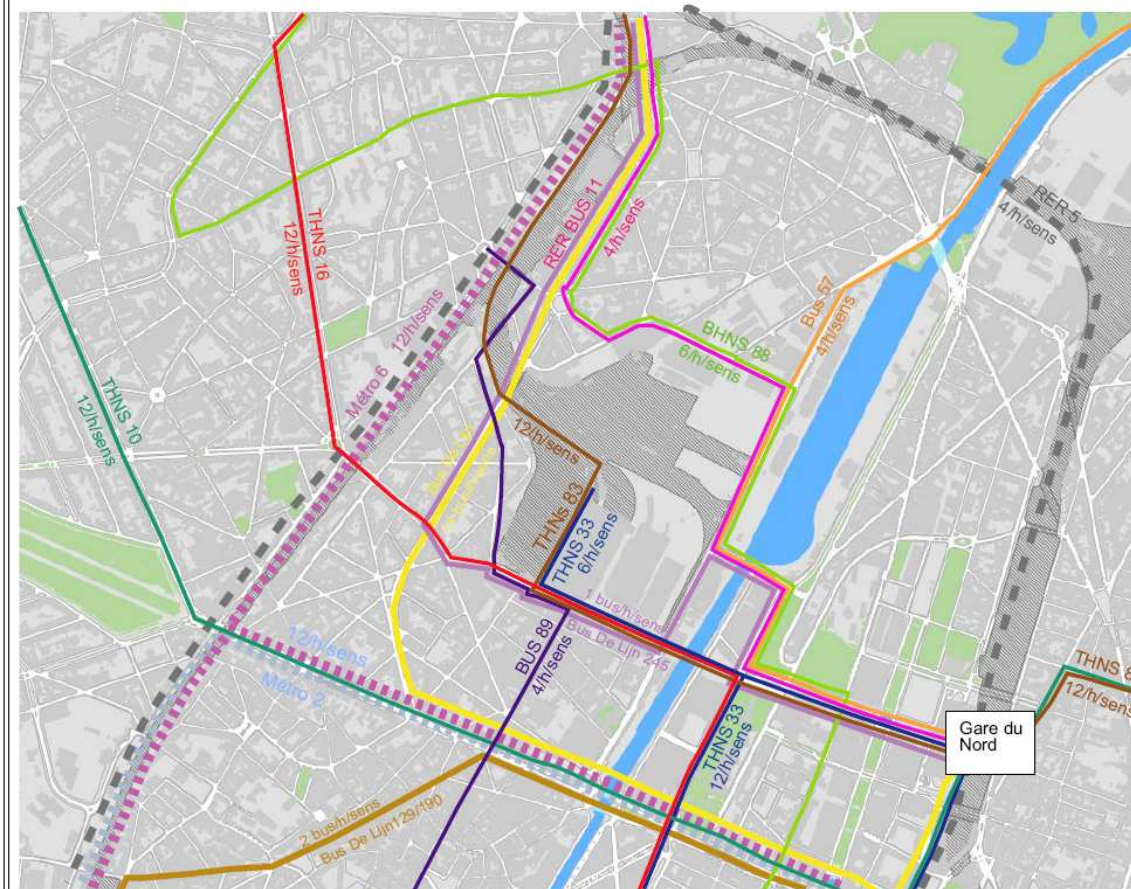 THNS 16
12/h/sens
RER BUS 11
4/h/sens
RER 5
4/h/sens
Bus 57
4/h/sens
12/h/sens
Métro 6
BHNS 88
6/h/sens
THNS 10
12/h/sens
12/h/sens
THNs 83
THNS 33
6/h/sens
1 bus/h/sens
Bus De Lijn 245
BUS 89
4/h/sens
12/h/sens
Métro 2
THNS 33
12/h/sens
THNS 8
12/h/sens
Gare du
Nord
2 bus/h/sens
Bus De Lijn129/190